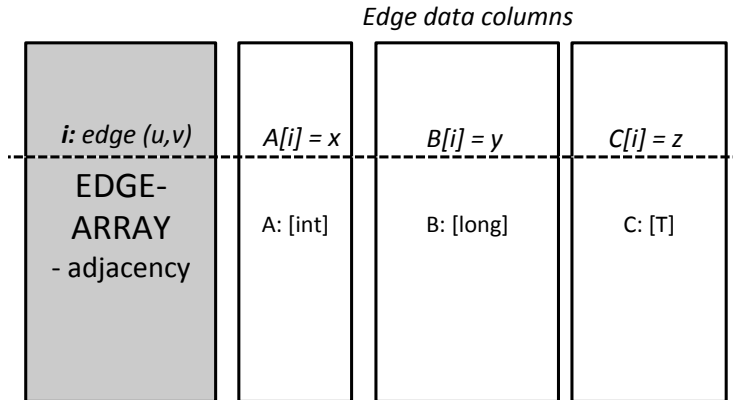 Edge data columns
i: edge (u,v)
A[i] = x
B[i] = y
C[i] = z
EDGE-
ARRAY
- adjacency
A: [int]
B: [long]
C: [T]